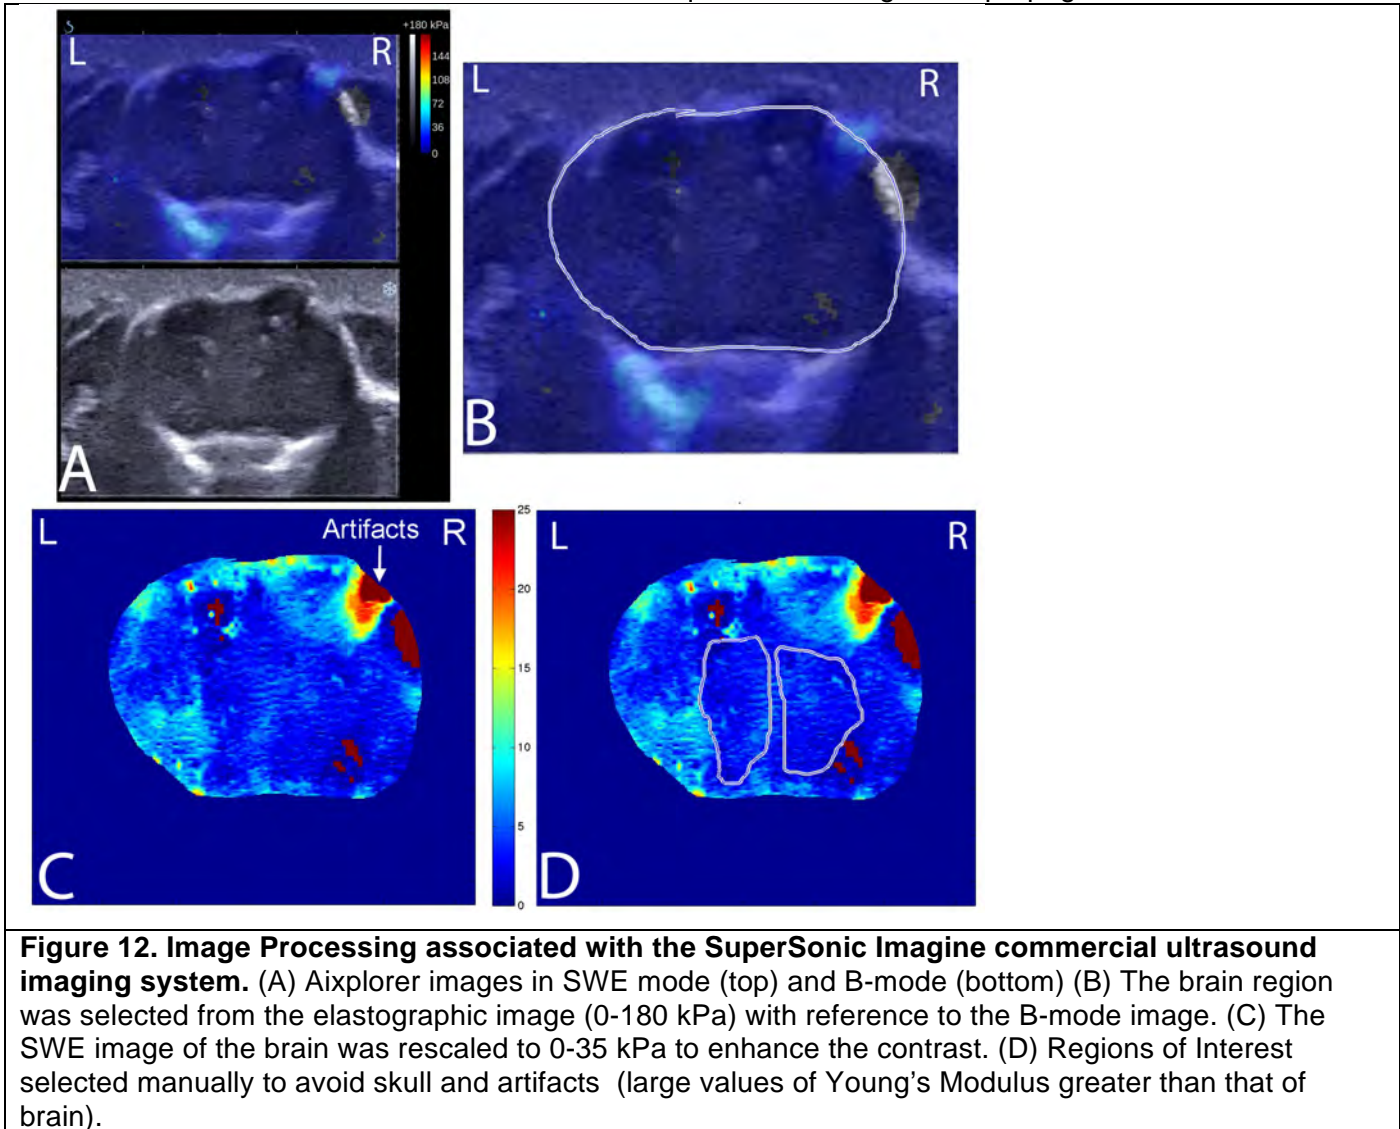 +180 kPa
L R
144
108
72
36
0
A
L R
B
L Artifacts R
C
25
20
15
10
5
0
L R
D
Figure 12. Image Processing associated with the SuperSonic Imagine commercial ultrasound
imaging system. (A) Aixplorer images in SWE mode (top) and B-mode (bottom) (B) The brain region
was selected from the elastographic image (0-180 kPa) with reference to the B-mode image. (C) The
SWE image of the brain was rescaled to 0-35 kPa to enhance the contrast. (D) Regions of Interest
selected manually to avoid skull and artifacts (large values of Young's Modulus greater than that of
brain).